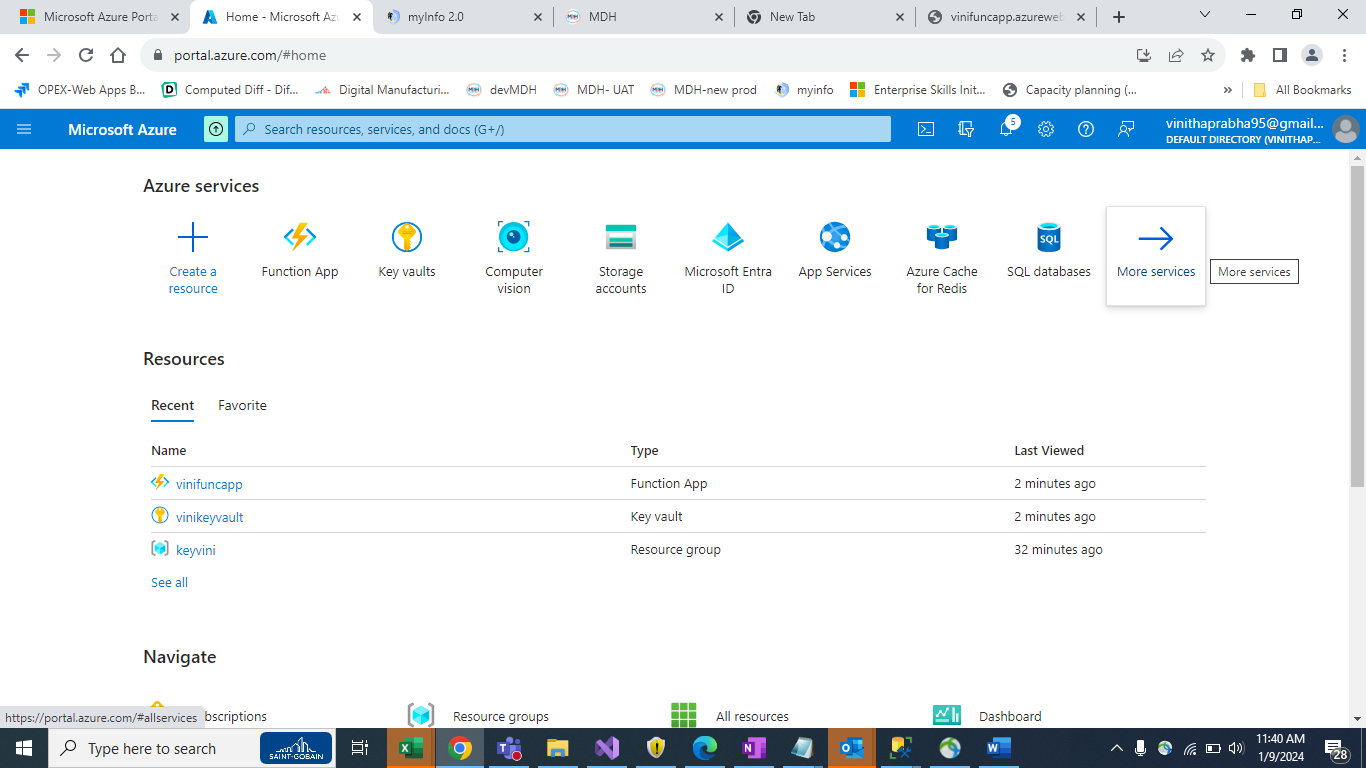 Microsoft Azure Porta
Home - Microsoft Azu
myInfo 2.0
MDH
New Tab
vinifuncapp.azureweb
portal.azure.com/#home
OPEX-Web Apps B...
Computed Diff - Dif...
Digital Manufacturi...
devMDH
MDH- UAT
MDH-new prod
myinfo
Enterprise Skills Init...
Capacity planning (...
»
All Bookmarks
Microsoft Azure
Search resources, services, and docs (G+/)
5
vinithaprabha95@gmail...
DEFAULT DIRECTORY (VINITHAP...
Azure services
Create a
resource
Function App
Key vaults
Computer
vision
Storage
accounts
Microsoft Entra
ID
App Services
Azure Cache
for Redis
SQL
SQL databases
More services
More services
Resources
Recent
Favorite
Name
Type
Last Viewed
vinifuncapp
Function App
2 minutes ago
vinikeyvault
Key vault
2 minutes ago
keyvini
Resource group
32 minutes ago
See all
Navigate
https://portal.azure.com/#allservices
bscriptions
Resource groups
All resources
Dashboard
Type here to search
SAINT-GOBAIN
11:40 AM
1/9/2024
28